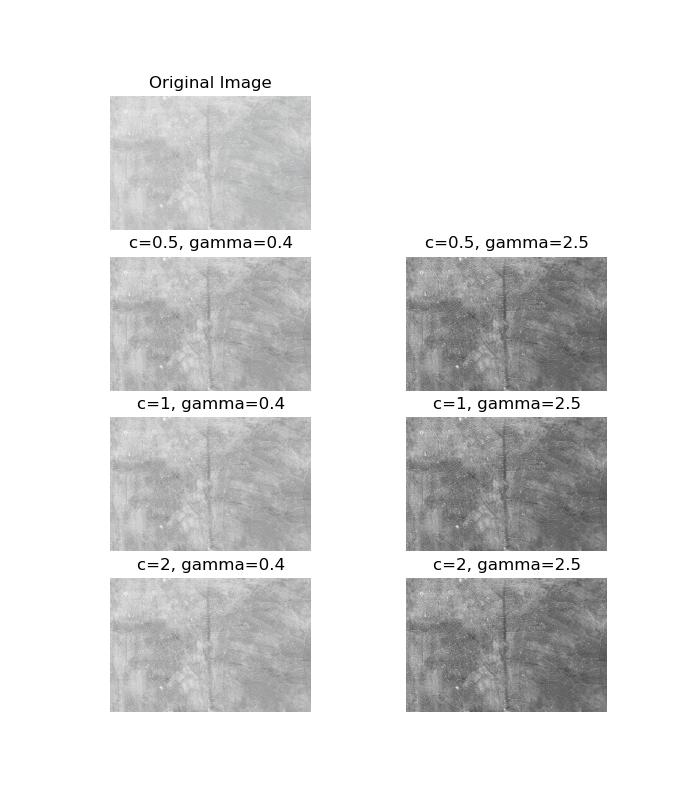 Original Image
c=0.5, gamma=0.4
c=0.5, gamma=2.5
c=1, gamma=0.4
c=1, gamma=2.5
c=2, gamma=0.4
c=2, gamma=2.5